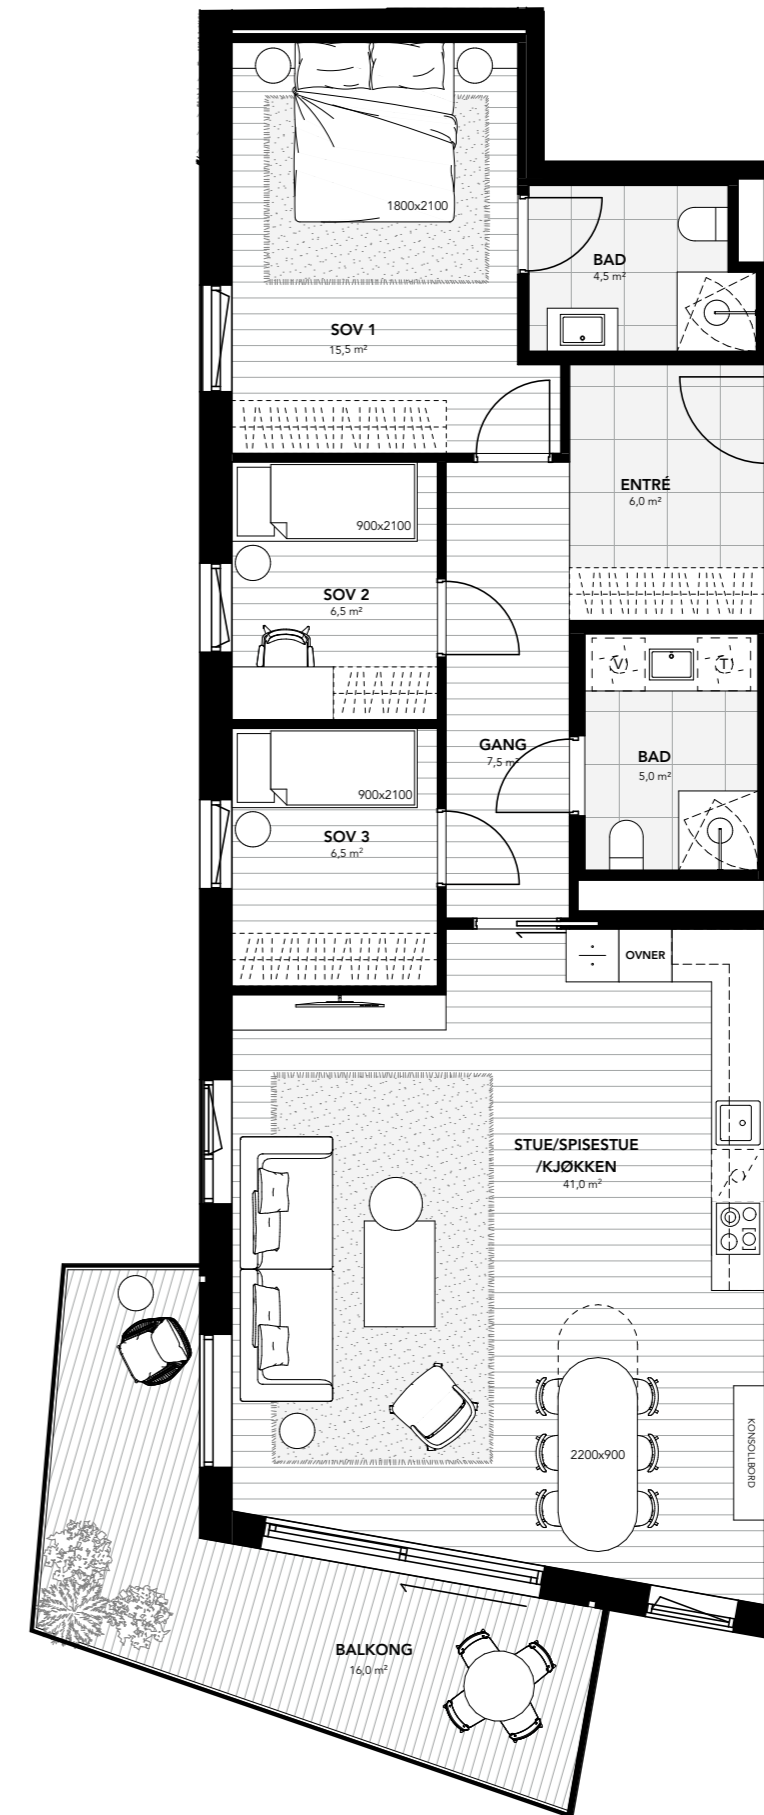 1800x2100
BAD
4,5 m²
SOV 1
15,5 m²
ENTRÉ
6,0 m²
900x2100
SOV 2
6,5 m²
V
T
GANG
7,5 m²
BAD
5,0 m²
900x2100
SOV 3
6,5 m²
OVNER
STUE/SPISESTUE
/KJØKKEN
41,0 m²
KONSOLLBORD
2200x900
BALKONG
16,0 m²